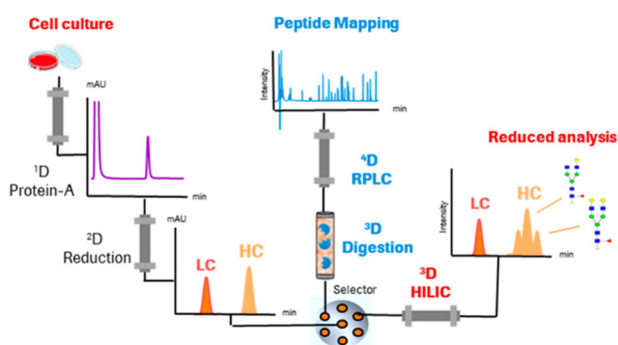 Cell culture
Peptide Mapping
mAU
Intensity
min
Reduced analysis
¹D
Protein-A
min
⁴D
RPLC
Intensity
LC
HC
²D
Reduction
mAU
LC
HC
min
³D
Digestion
Selector
³D
HILIC
min